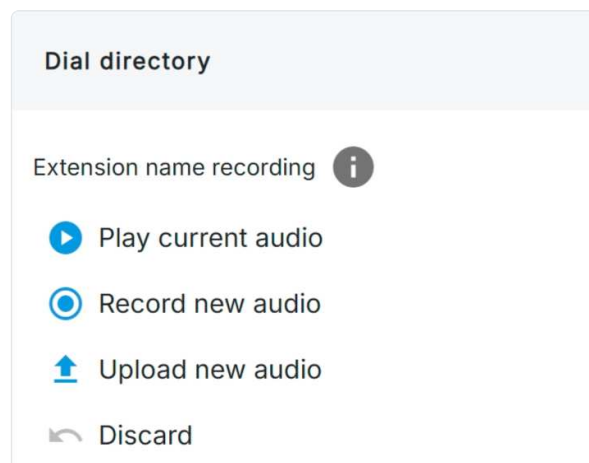 Dial directory
Extension name recording
Play current audio
Record new audio
Upload new audio
Discard